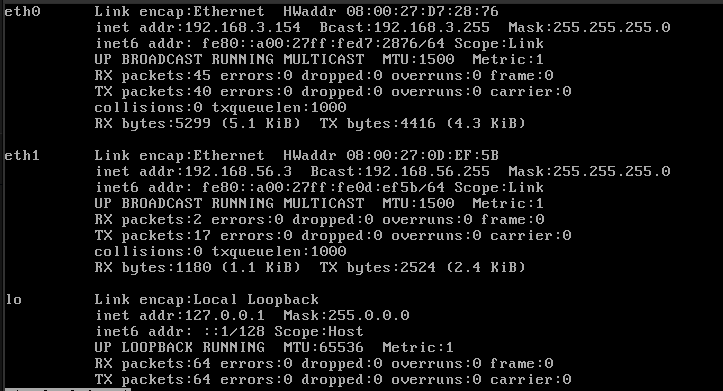 eth0 Link encap:Ethernet HWaddr 08:00:27:D7:28:76
inet addr:192.168.3.154 Bcast:192.168.3.255 Mask:255.255.255.0
inet6 addr: fe80::a00:27ff:fed7:2876/64 Scope:Link
UP BROADCAST RUNNING MULTICAST MTU:1500 Metric:1
RX packets:45 errors:0 dropped:0 overruns:0 frame:0
TX packets:40 errors:0 dropped:0 overruns:0 carrier:0
collisions:0 txqueuelen:1000
RX bytes:5299 (5.1 KiB) TX bytes:4416 (4.3 KiB)
eth1 Link encap:Ethernet HWaddr 08:00:27:0D:EF:5B
inet addr:192.168.56.3 Bcast:192.168.56.255 Mask:255.255.255.0
inet6 addr: fe80::a00:27ff:fe0d:ef5b/64 Scope:Link
UP BROADCAST RUNNING MULTICAST MTU:1500 Metric:1
RX packets:2 errors:0 dropped:0 overruns:0 frame:0
TX packets:17 errors:0 dropped:0 overruns:0 carrier:0
collisions:0 txqueuelen:1000
RX bytes:1180 (1.1 KiB) TX bytes:2524 (2.4 KiB)
lo Link encap:Local Loopback
inet addr:127.0.0.1 Mask:255.0.0.0
inet6 addr: ::1/128 Scope:Host
UP LOOPBACK RUNNING MTU:65536 Metric:1
RX packets:64 errors:0 dropped:0 overruns:0 frame:0
TX packets:64 errors:0 dropped:0 overruns:0 carrier:0